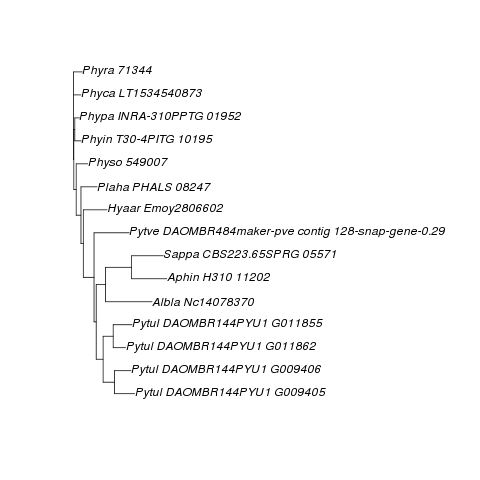 Phyra 71344
Phyca LT1534540873
Phypa INRA-310PPTG 01952
Phyin T30-4PITG 10195
Physo 549007
Plaha PHALS 08247
Hyaar Emoy2806602
Pytve DAOMBR484maker-pve contig 128-snap-gene-0.29
Sappa CBS223.65SPRG 05571
Aphin H310 11202
Albla Nc14078370
Pytul DAOMBR144PYU1 G011855
Pytul DAOMBR144PYU1 G011862
Pytul DAOMBR144PYU1 G009406
Pytul DAOMBR144PYU1 G009405